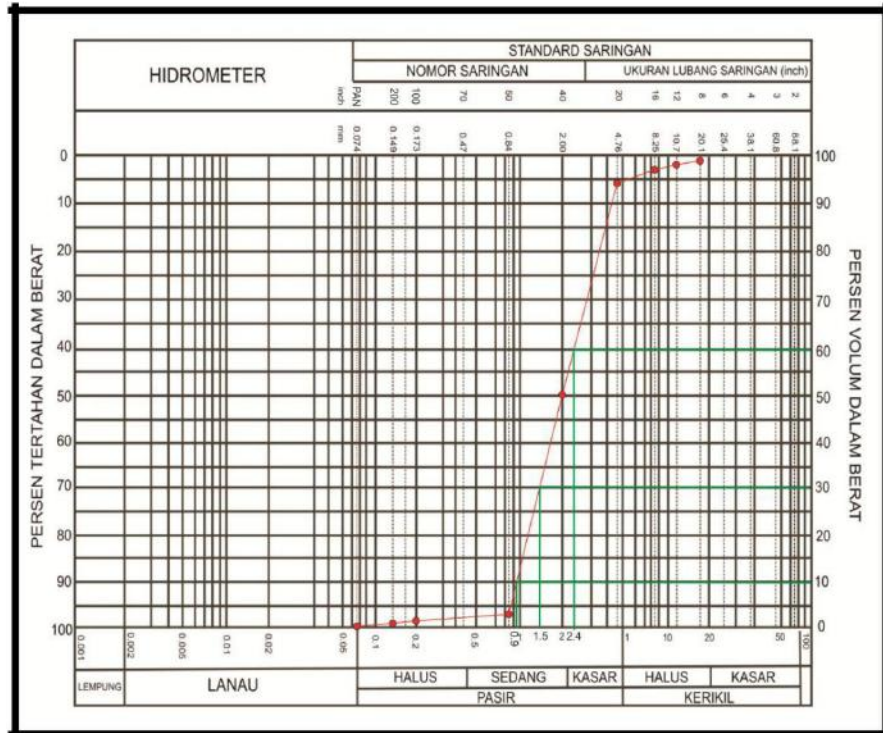 STANDARD SARINGAN
HIDROMETER
NOMOR SARINGAN
UKURAN LUBANG SARINGAN (inch)
inch PAN 200 100 70 50 40 20 16 12 8 6 4 3 2
mm 0.074 0.149 0.173 0.47 0.84 2.00 4.76 8.25 10.7 20.1 25.4 38.1 60.8 88.1
PERSEN TERTAHAN DALAM BERAT
0
10
20
30
40
50
60
70
80
90
100
100
90
80
70
60
50
40
30
20
10
0
PERSEN VOLUM DALAM BERAT
0.001 0.002 0.005 0.01 0.02 0.05 0.1 0.2 0.5 0.9 1 1.5 2 2.4 1 10 20 50 100
LEMPUNG
LANAU
HALUS
SEDANG
KASAR
HALUS
KASAR
PASIR
KERIKIL